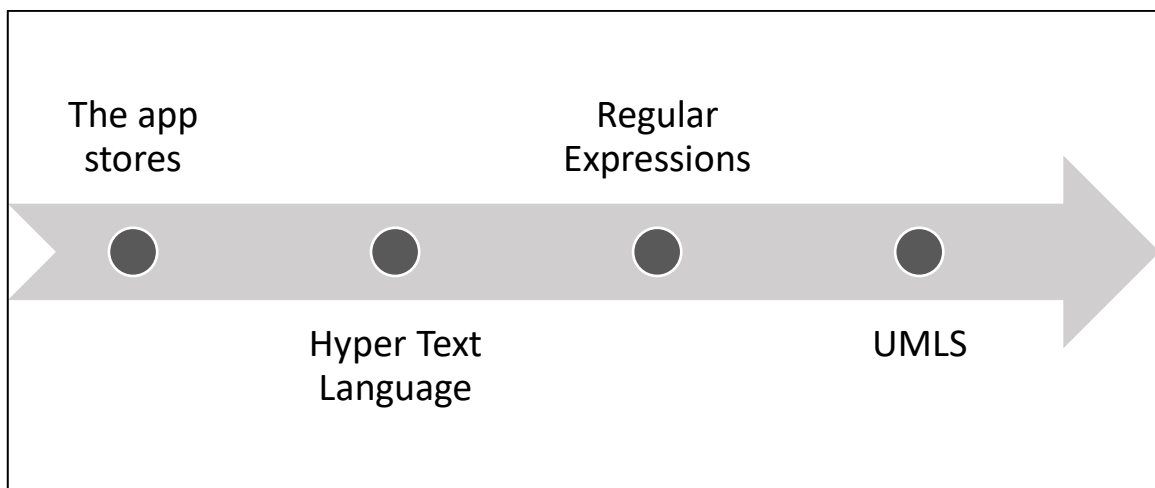 The app
stores
Hyper Text
Language
Regular
Expressions
UMLS